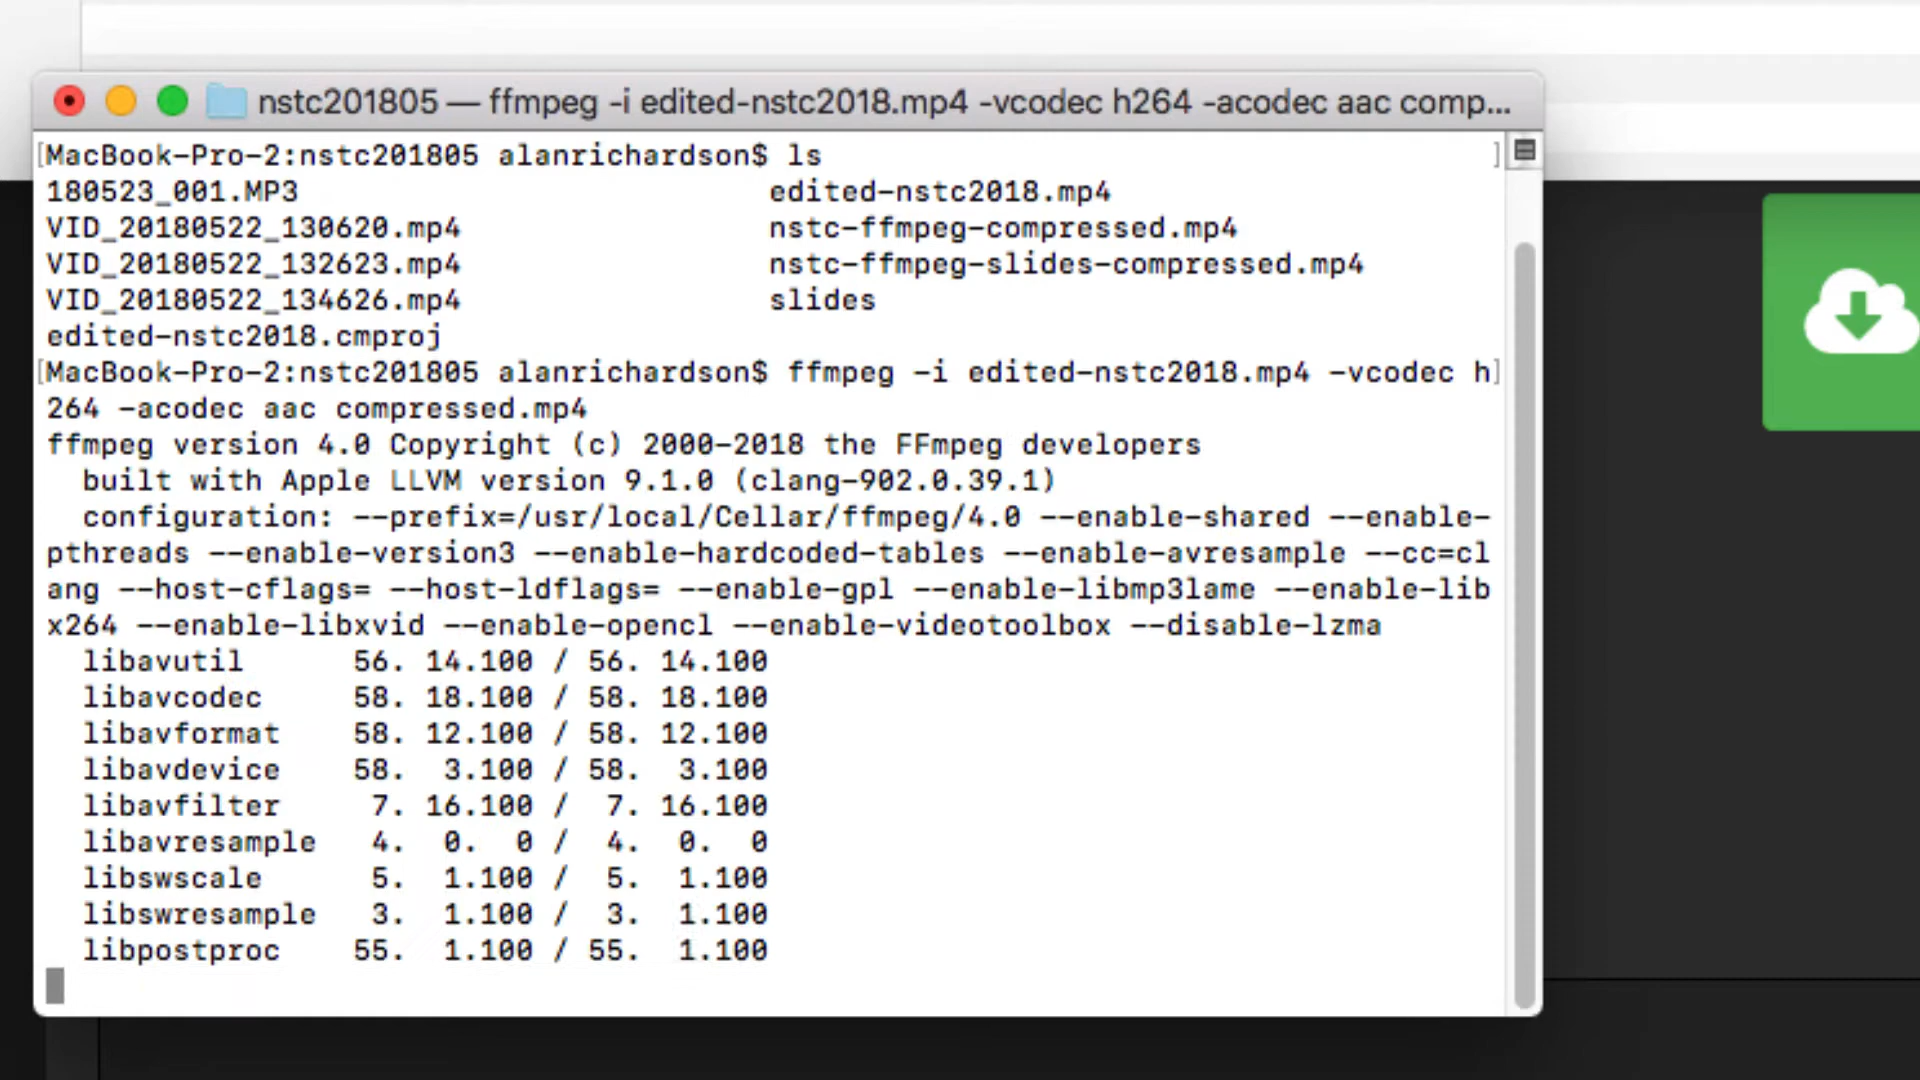 nstc201805 — ffmpeg -i edited-nstc2018.mp4 -vcodec h264 -acodec aac comp...
[MacBook-Pro-2:nstc201805 alanrichardson$ ls ]
180523_001.MP3 edited-nstc2018.mp4
VID_20180522_130620.mp4 nstc-ffmpeg-compressed.mp4
VID_20180522_132623.mp4 nstc-ffmpeg-slides-compressed.mp4
VID_20180522_134626.mp4 slides
edited-nstc2018.cmproj
[MacBook-Pro-2:nstc201805 alanrichardson$ ffmpeg -i edited-nstc2018.mp4 -vcodec h]
264 -acodec aac compressed.mp4
ffmpeg version 4.0 Copyright (c) 2000-2018 the FFmpeg developers
  built with Apple LLVM version 9.1.0 (clang-902.0.39.1)
  configuration: --prefix=/usr/local/Cellar/ffmpeg/4.0 --enable-shared --enable-
pthreads --enable-version3 --enable-hardcoded-tables --enable-avresample --cc=cl
ang --host-cflags= --host-ldflags= --enable-gpl --enable-libmp3lame --enable-lib
x264 --enable-libxvid --enable-opencl --enable-videotoolbox --disable-lzma
  libavutil      56. 14.100 / 56. 14.100
  libavcodec     58. 18.100 / 58. 18.100
  libavformat    58. 12.100 / 58. 12.100
  libavdevice    58.  3.100 / 58.  3.100
  libavfilter     7. 16.100 /  7. 16.100
  libavresample   4.  0.  0 /  4.  0.  0
  libswscale      5.  1.100 /  5.  1.100
  libswresample   3.  1.100 /  3.  1.100
  libpostproc    55.  1.100 / 55.  1.100